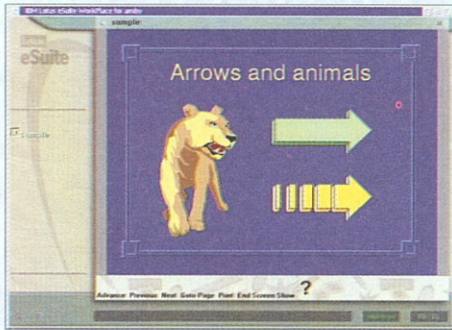 IBM Lotus eSuite WorkPlace for amby
sample
eSuite
Arrows and animals
Sample
Advance Previous Next Goto Page Pen! End Screen Show ?